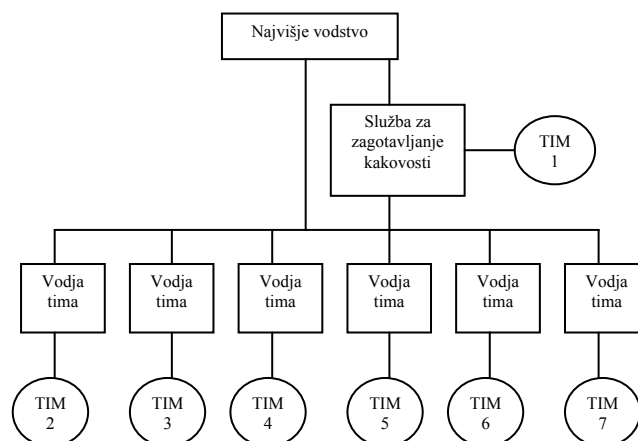 Najvišje vodstvo
Služba za
zagotavljanje
kakovosti
TIM
1
Vodja
tima
Vodja
tima
Vodja
tima
Vodja
tima
Vodja
tima
Vodja
tima
TIM
2
TIM
3
TIM
4
TIM
5
TIM
6
TIM
7